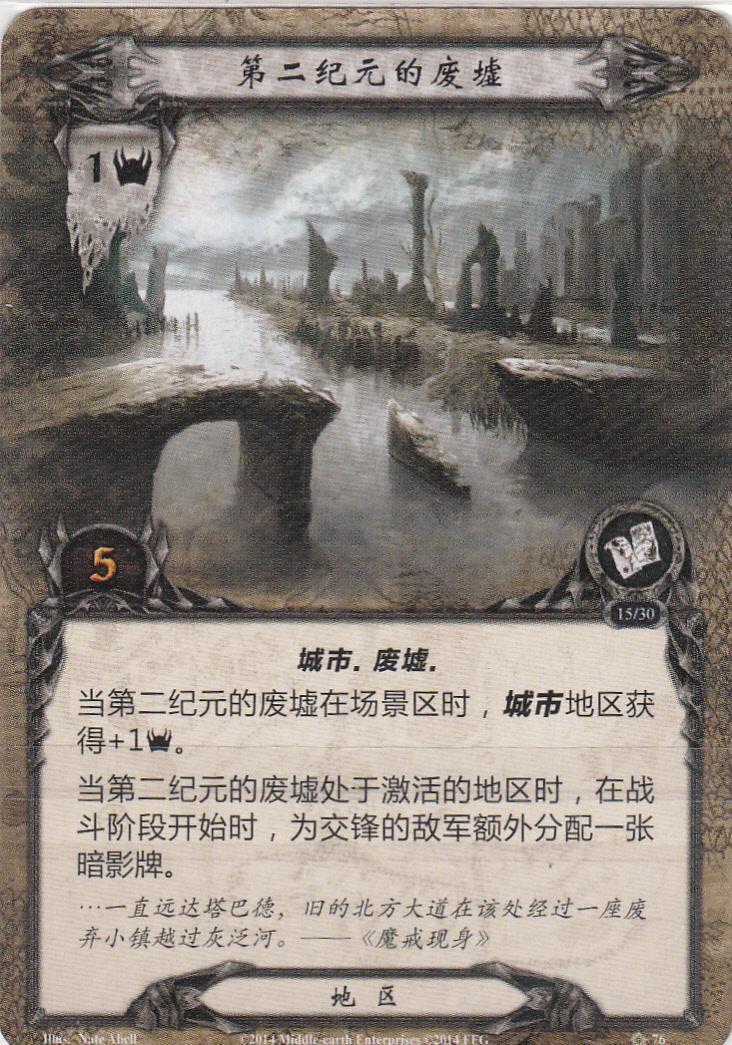 第二纪元的废墟
1
5
15/30
城市. 废墟.
当第二纪元的废墟在场景区时，城市地区获
得+1。
当第二纪元的废墟处于激活的地区时，在战
斗阶段开始时，为交锋的敌军额外分配一张
暗影牌。
…一直远达塔巴德，旧的北方大道在该处经过一座废
弃小镇越过灰泛河。——《魔戒现身》
地 区
Illus. Nate Abell
©2014 Middle-earth Enterprises ©2014 FFG
76